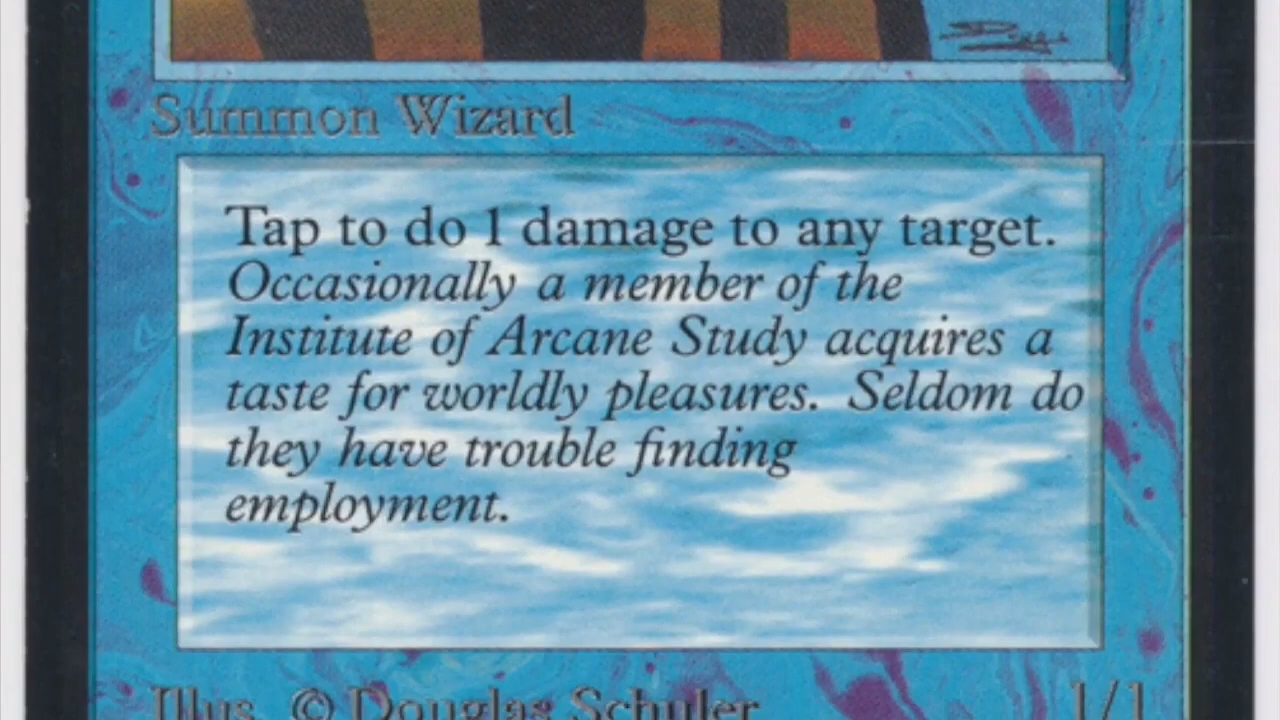 Summon Wizard
Tap to do 1 damage to any target.
Occasionally a member of the
Institute of Arcane Study acquires a
taste for worldly pleasures. Seldom do
they have trouble finding
employment.
Illus. © Douglas Schuler
1/1